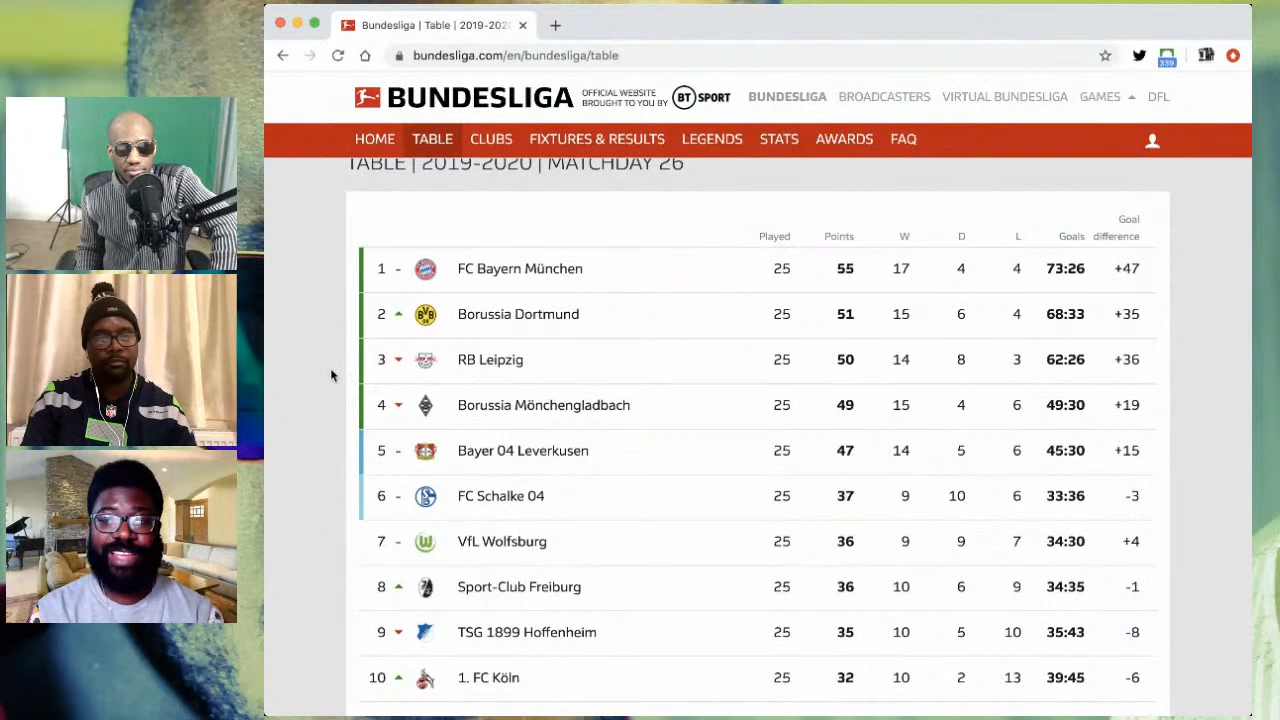 Bundesliga | Table | 2019-202
bundesliga.com/en/bundesliga/table
339
BUNDESLIGA OFFICIAL WEBSITE BROUGHT TO YOU BY BT SPORT BUNDESLIGA BROADCASTERS VIRTUAL BUNDESLIGA GAMES DFL
HOME TABLE CLUBS FIXTURES & RESULTS LEGENDS STATS AWARDS FAQ
TABLE | 2019-2020 | MATCHDAY 26
Played Points W D L Goals Goal difference
1 - FC Bayern München 25 55 17 4 4 73:26 +47
2 BVB 09 Borussia Dortmund 25 51 15 6 4 68:33 +35
3 RB Leipzig 25 50 14 8 3 62:26 +36
4 Borussia Mönchengladbach 25 49 15 4 6 49:30 +19
5 - Bayer 04 Leverkusen 25 47 14 5 6 45:30 +15
6 - FC Schalke 04 25 37 9 10 6 33:36 -3
7 - VfL Wolfsburg 25 36 9 9 7 34:30 +4
8 Sport-Club Freiburg 25 36 10 6 9 34:35 -1
9 TSG 1899 Hoffenheim 25 35 10 5 10 35:43 -8
10 1. FC Köln 25 32 10 2 13 39:45 -6